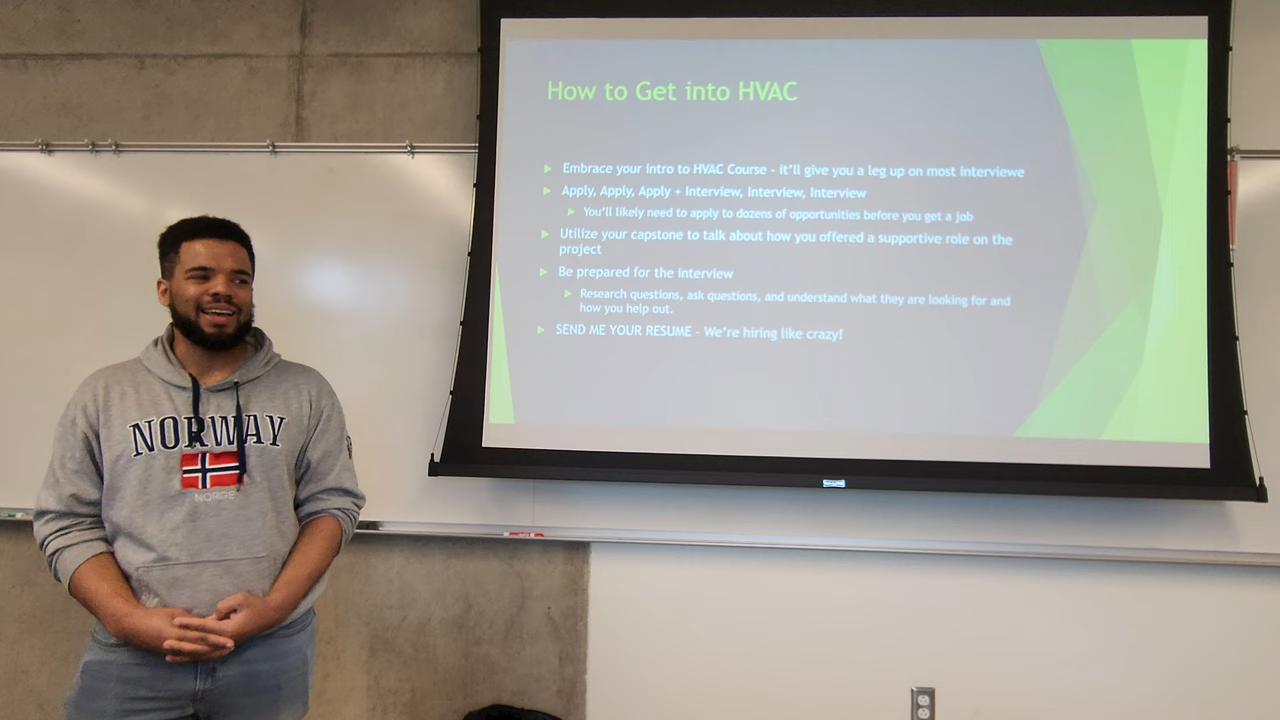 How to Get into HVAC
Embrace your intro to HVAC Course - it'll give you a leg up on most interviewe
Apply, Apply, Apply + Interview, Interview, Interview
You'll likely need to apply to dozens of opportunities before you get a job
Utilize your capstone to talk about how you offered a supportive role on the
project
Be prepared for the interview
Research questions, ask questions, and understand what they are looking for and
how you help out.
SEND ME YOUR RESUME - We're hiring like crazy!
NORWAY
NORGE